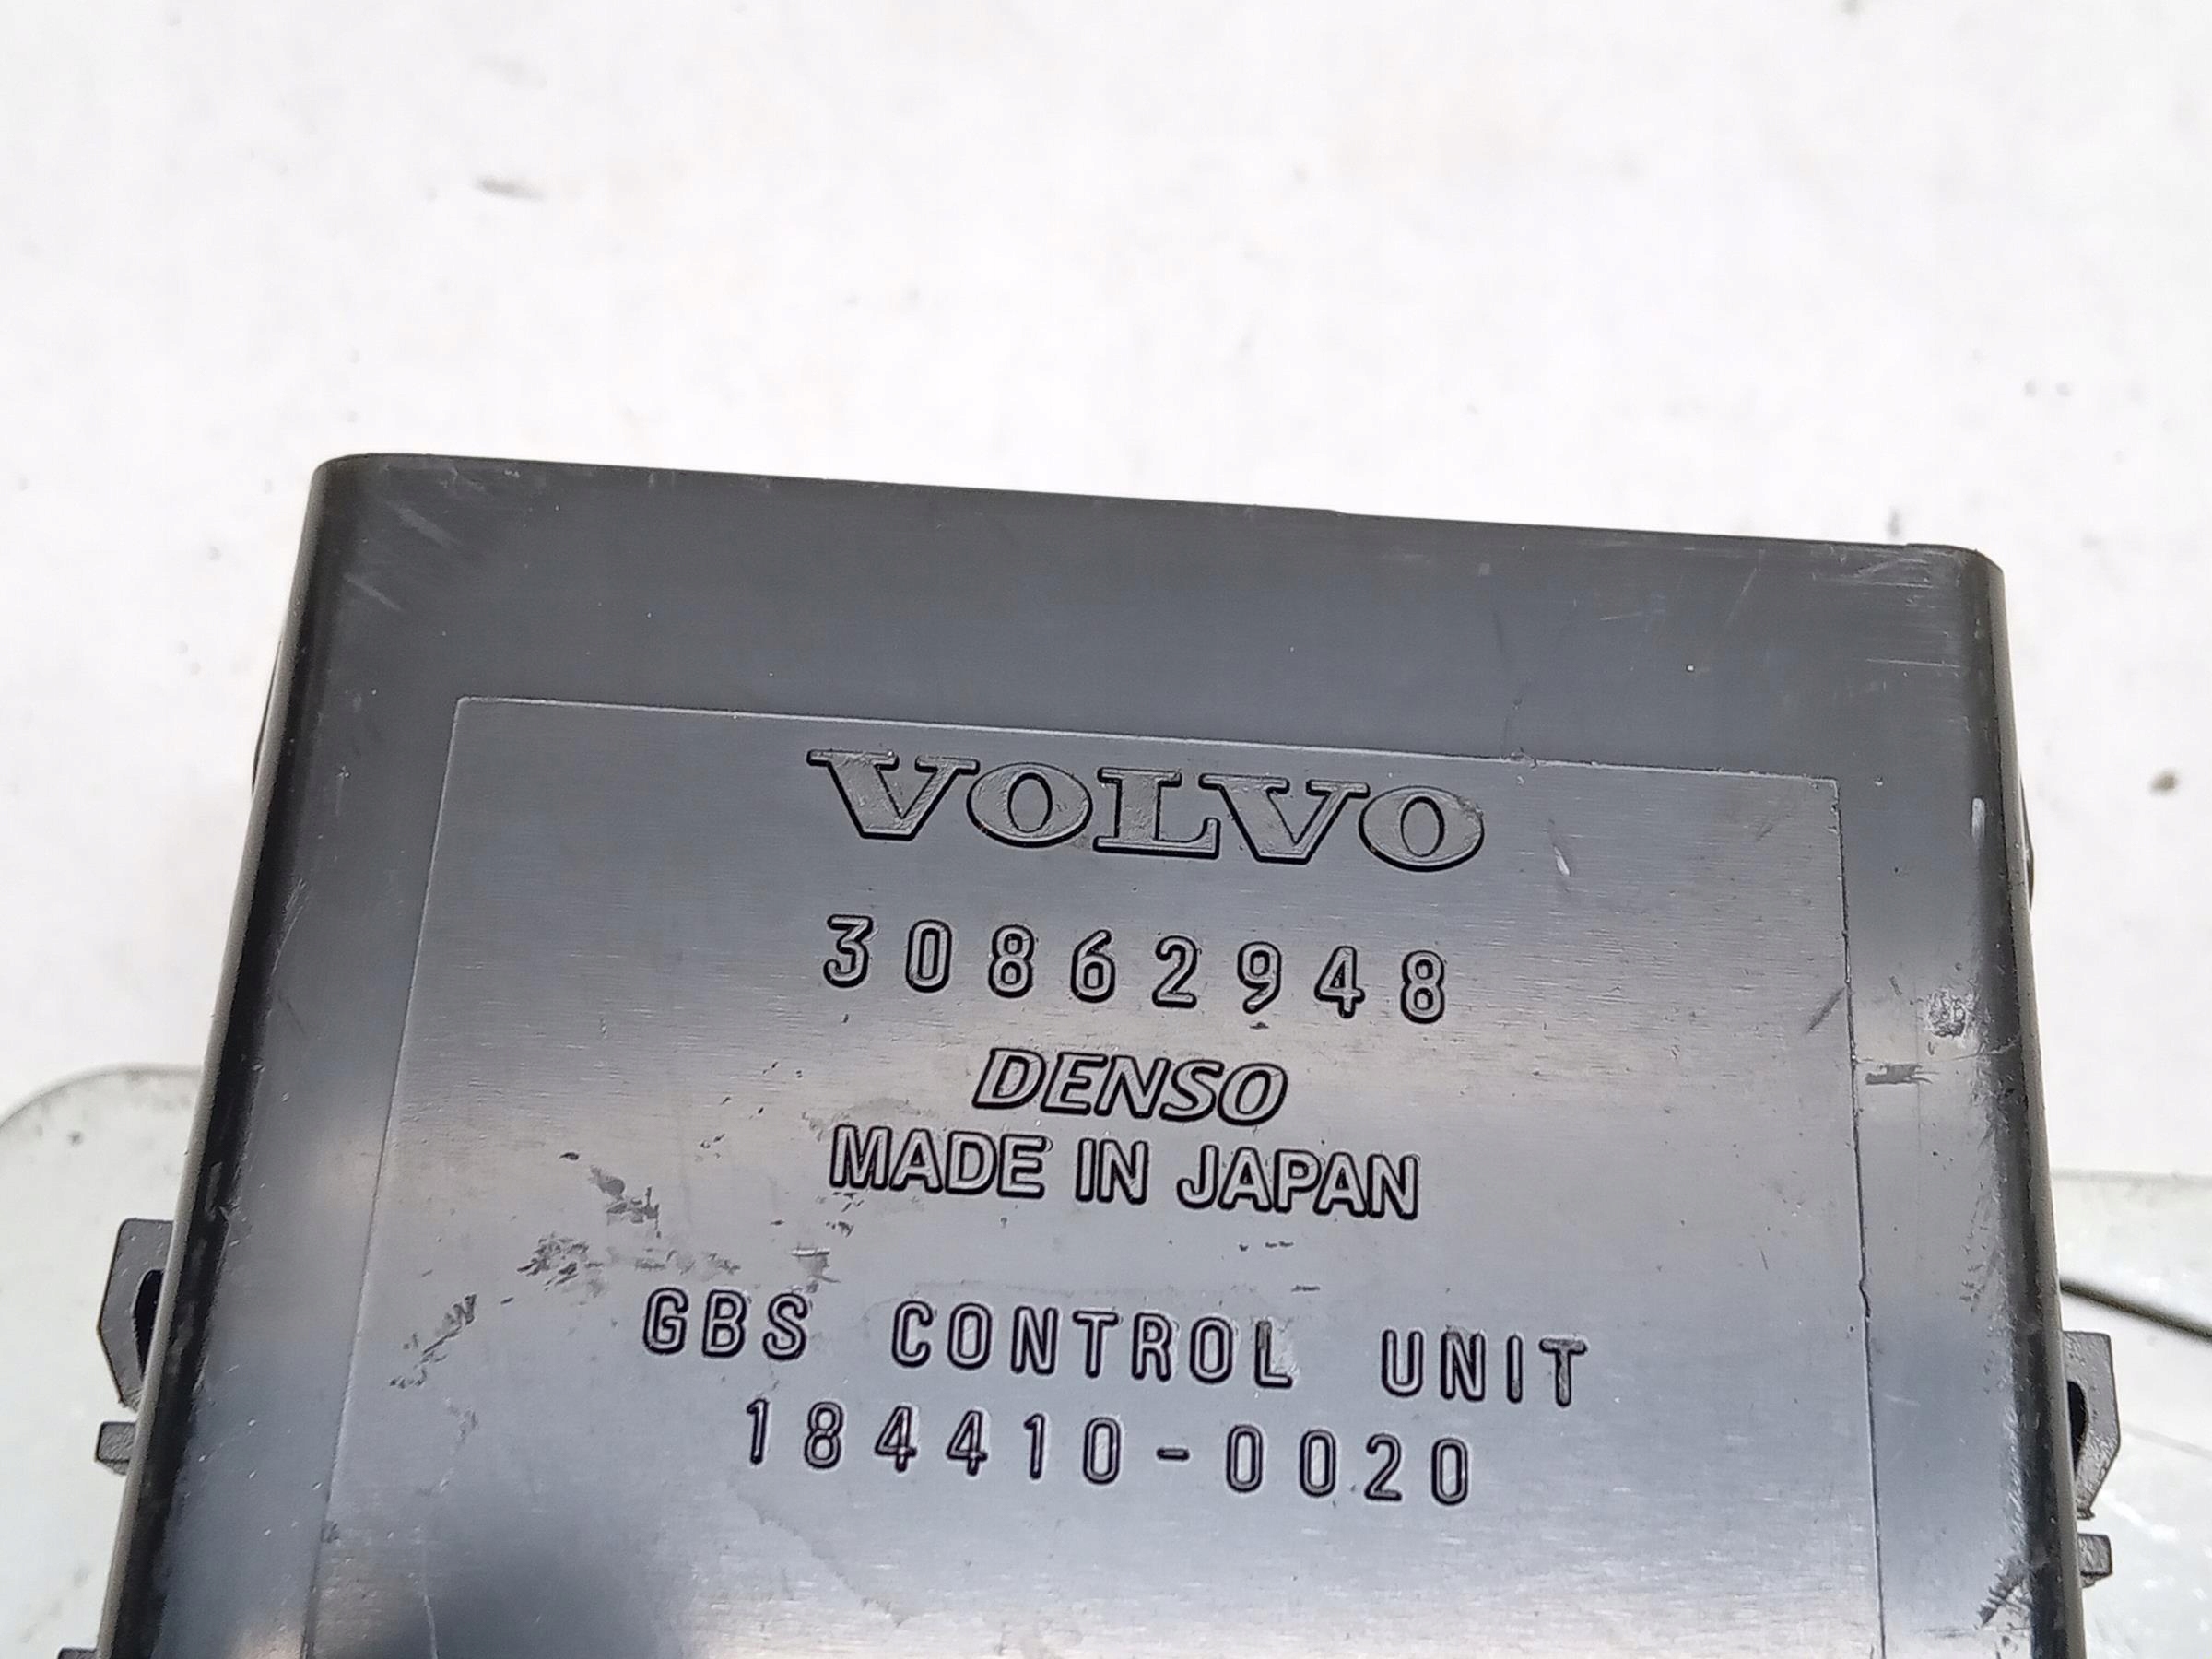 VOLVO
30862948
DENSO
MADE IN JAPAN
GBS CONTROL UNIT
184410-0020